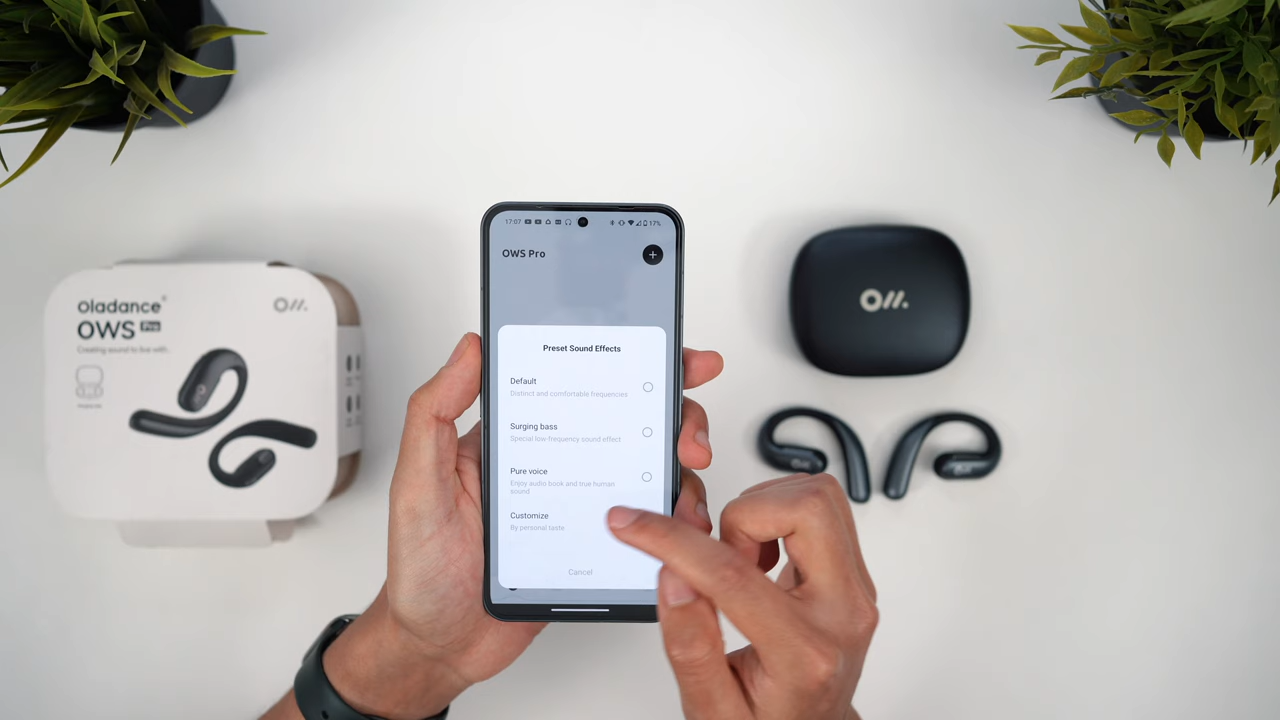 oladance®
OWS Pro
Creating sound to live with.
O//.
17:07
17%
OWS Pro
+
Preset Sound Effects
Default
Distinct and comfortable frequencies
Surging bass
Special low-frequency sound effect
Pure voice
Enjoy audio book and true human
sound
Customize
By personal taste
Cancel
O//.